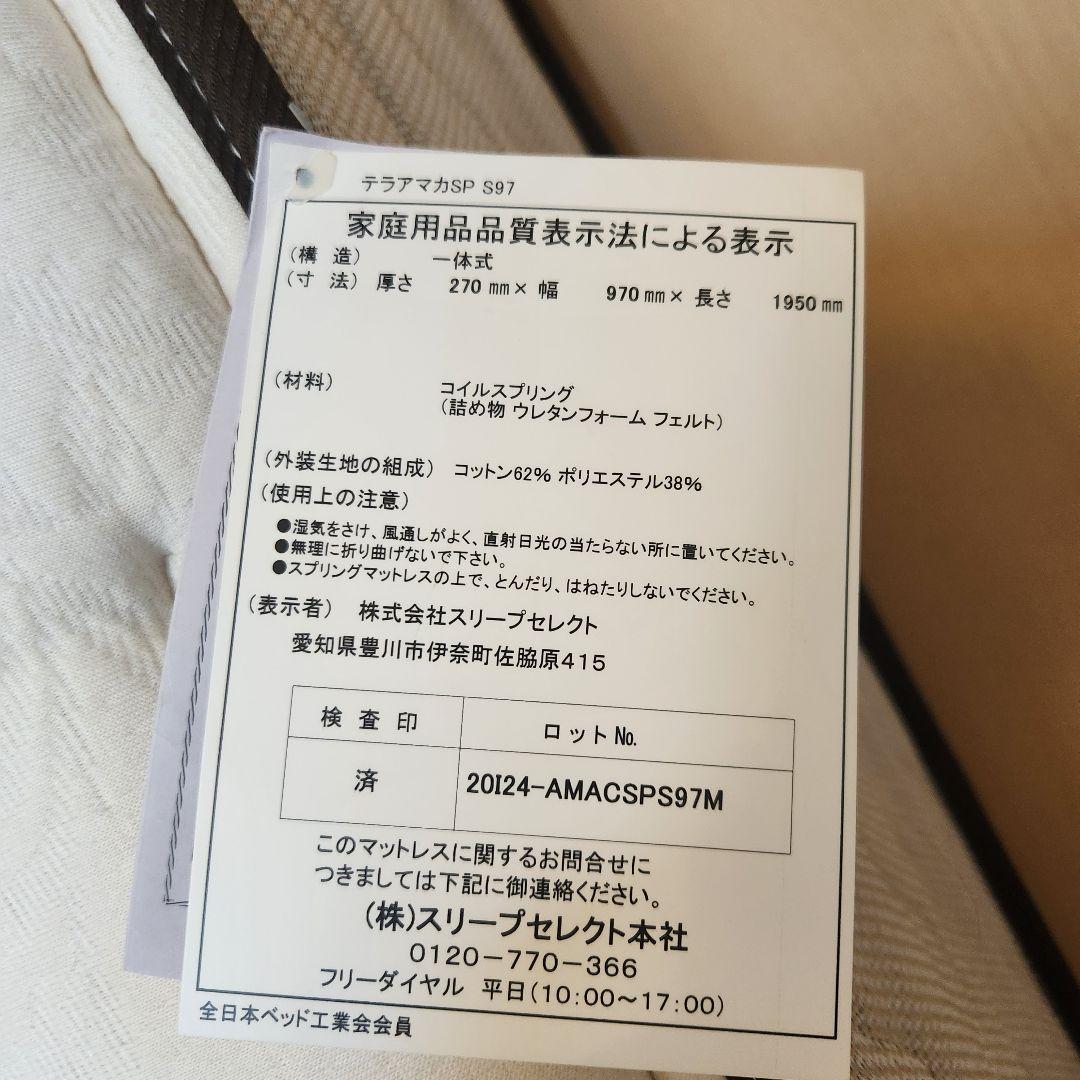 テラアマカSP S97
家庭用品品質表示法による表示
(構 造) 一体式
(寸 法) 厚さ 270㎜× 幅 970㎜× 長さ 1950㎜
(材料) コイルスプリング
(詰め物 ウレタンフォーム フェルト)
(外装生地の組成) コットン62% ポリエステル38%
(使用上の注意)
●湿気をさけ、風通しがよく、直射日光の当たらない所に置いてください。
●無理に折り曲げないで下さい。
●スプリングマットレスの上で、とんだり、はねたりしないでください。
(表示者) 株式会社スリープセレクト
愛知県豊川市伊奈町佐脇原415
検 査 印 ロットNo.
済 20I24-AMACSPS97M
このマットレスに関するお問合せに
つきましては下記に御連絡ください。
(株)スリープセレクト本社
0120-770-366
フリーダイヤル 平日(10:00~17:00)
全日本ベッド工業会会員